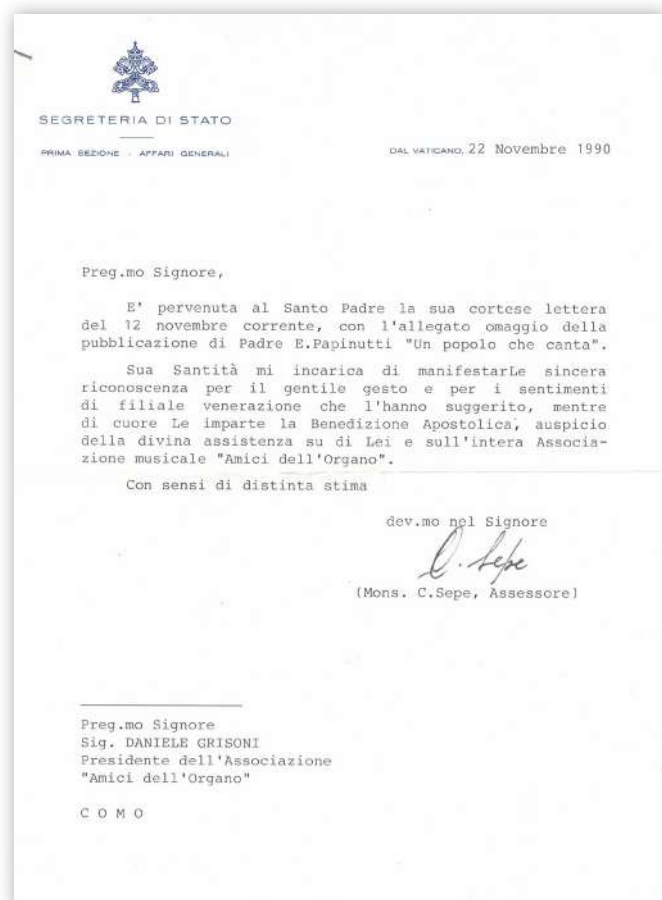 SEGRETERIA DI STATO
PRIMA SEZIONE - AFFARI GENERALI
DAL VATICANO, 22 Novembre 1990
Preg.mo Signore,
E' pervenuta al Santo Padre la sua cortese lettera
del 12 novembre corrente, con l'allegato omaggio della
pubblicazione di Padre E.Papinutti "Un popolo che canta".
Sua Santità mi incarica di manifestarLe sincera
riconoscenza per il gentile gesto e per i sentimenti
di filiale venerazione che l'hanno suggerito, mentre
di cuore Le imparte la Benedizione Apostolica, auspicio
della divina assistenza su di Lei e sull'intera Associa-
zione musicale "Amici dell'Organo".
Con sensi di distinta stima
dev.mo nel Signore
C. Sepe
(Mons. C.Sepe, Assessore)
Preg.mo Signore
Sig. DANIELE GRISONI
Presidente dell'Associazione
"Amici dell'Organo"
C O M O